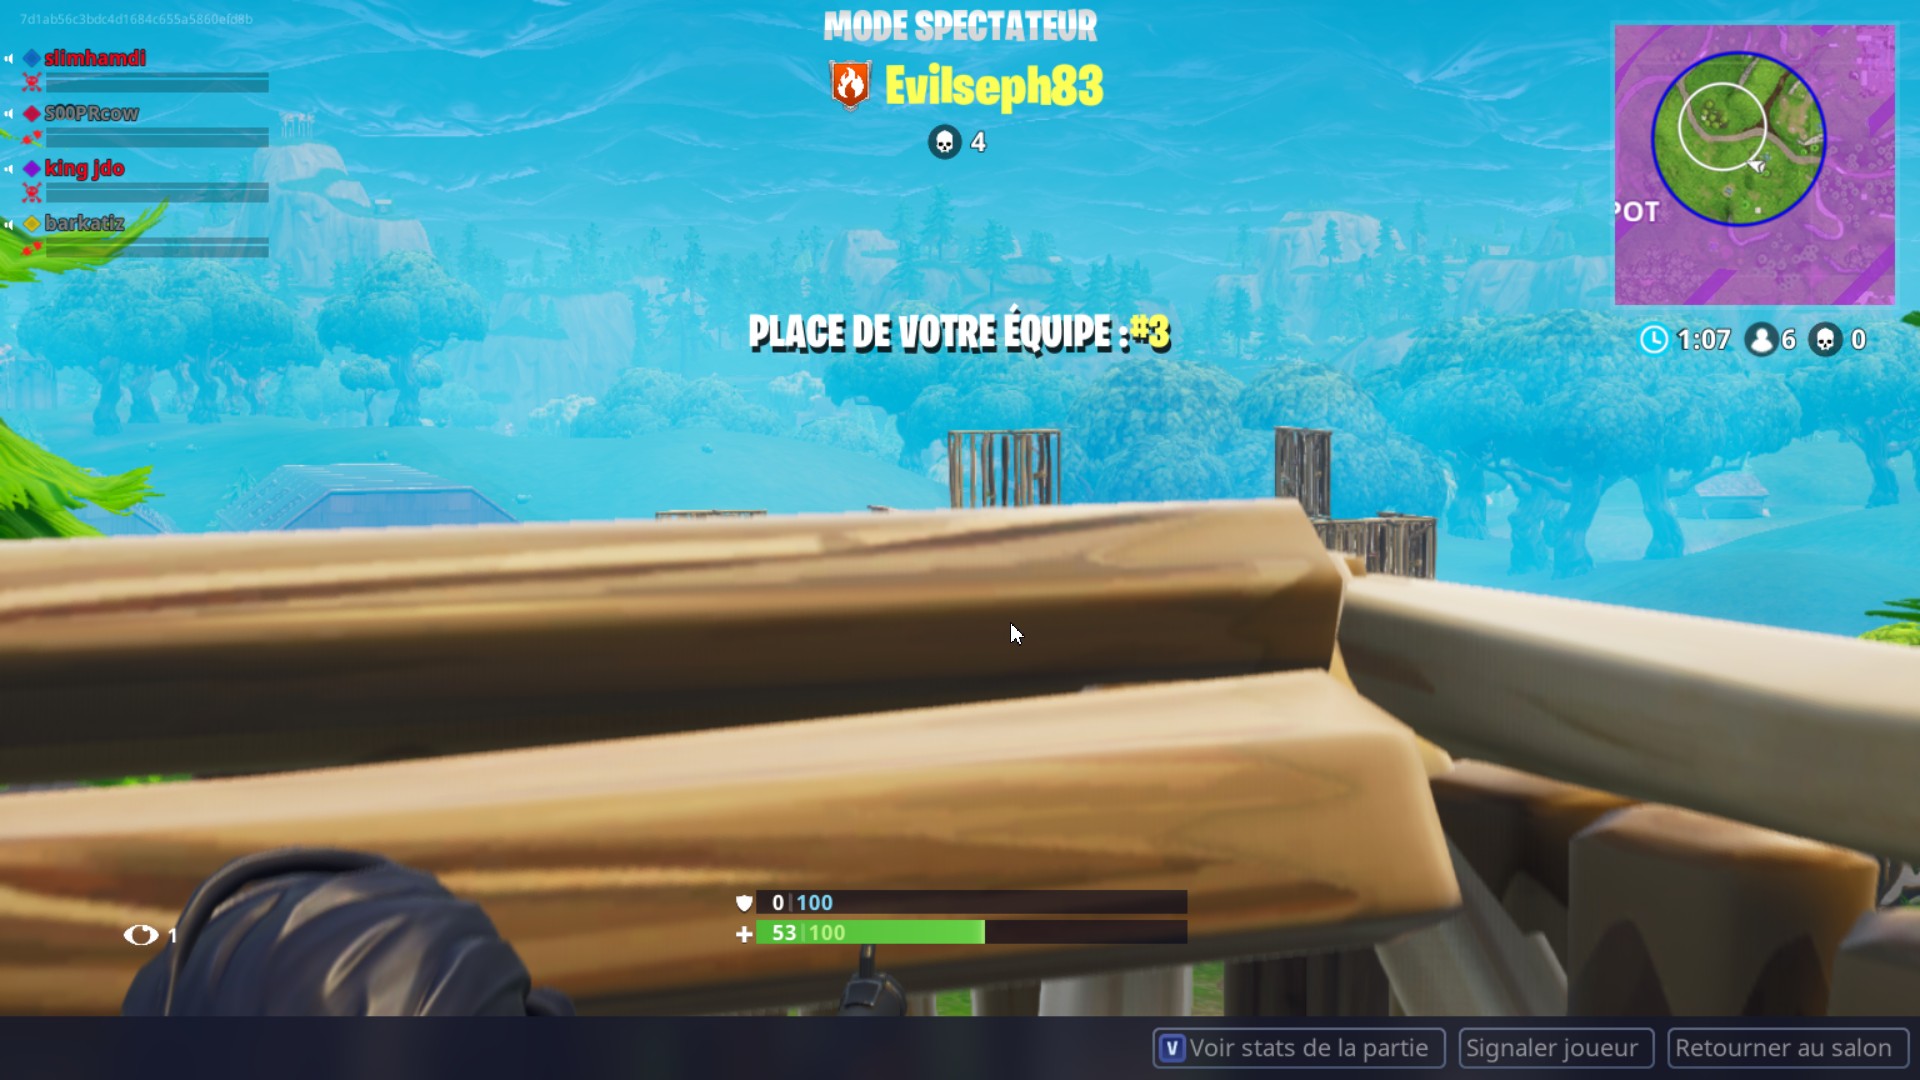 7d1ab56c3bdc4d1684c655a5860efd8b
MODE SPECTATEUR
Evilseph83
4
slimhamdi
S00PRcow
king jdo
barkatiz
POT
1:07 6 0
PLACE DE VOTRE ÉQUIPE :#3
0|100
53|100
1
V Voir stats de la partie
Signaler joueur
Retourner au salon